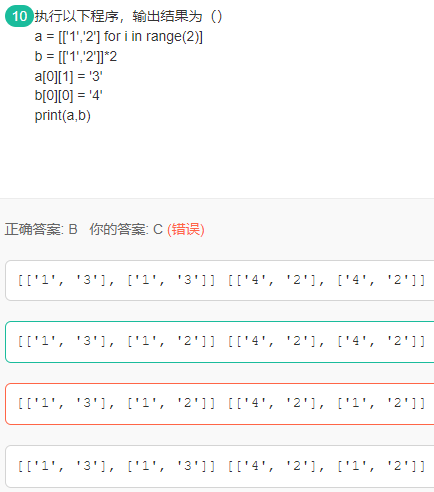 10 执行以下程序，输出结果为（）
a = [['1','2'] for i in range(2)]
b = [['1','2']]*2
a[0][1] = '3'
b[0][0] = '4'
print(a,b)
正确答案: B 你的答案: C (错误)
[['1', '3'], ['1', '3']] [['4', '2'], ['4', '2']]
[['1', '3'], ['1', '2']] [['4', '2'], ['4', '2']]
[['1', '3'], ['1', '2']] [['4', '2'], ['1', '2']]
[['1', '3'], ['1', '3']] [['4', '2'], ['1', '2']]